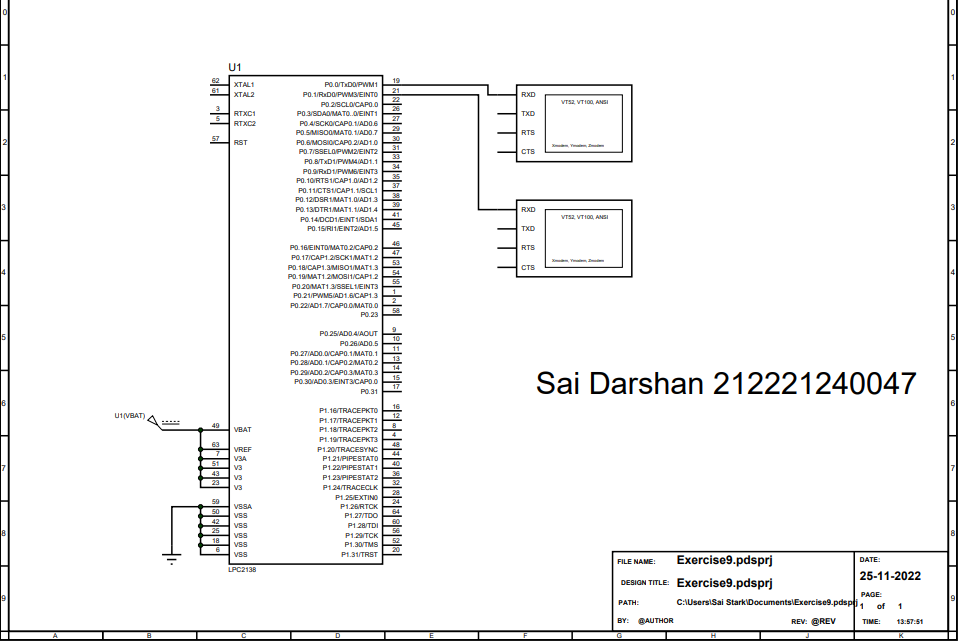 U1
62 XTAL1 P0.0/TxD0/PWM1 19
61 XTAL2 P0.1/RxD0/PWM3/EINT0 21
P0.2/SCL0/CAP0.0 22
3 RTXC1 P0.3/SDA0/MAT0..0/EINT1 26
5 RTXC2 P0.4/SCK0/CAP0.1/AD0.6 27
P0.5/MISO0/MAT0.1/AD0.7 29
57 RST P0.6/MOSI0/CAP0.2/AD1.0 30
P0.7/SSEL0/PWM2/EINT2 31
P0.8/TxD1/PWM4/AD1.1 33
P0.9/RxD1/PWM6/EINT3 34
P0.10/RTS1/CAP1.0/AD1.2 35
P0.11/CTS1/CAP1.1/SCL1 37
P0.12/DSR1/MAT1.0/AD1.3 38
P0.13/DTR1/MAT1.1/AD1.4 39
P0.14/DCD1/EINT1/SDA1 41
P0.15/RI1/EINT2/AD1.5 45
P0.16/EINT0/MAT0.2/CAP0.2 46
P0.17/CAP1.2/SCK1/MAT1.2 47
P0.18/CAP1.3/MISO1/MAT1.3 53
P0.19/MAT1.2/MOSI1/CAP1.2 54
P0.20/MAT1.3/SSEL1/EINT3 55
P0.21/PWM5/AD1.6/CAP1.3 1
P0.22/AD1.7/CAP0.0/MAT0.0 2
P0.23 58
P0.25/AD0.4/AOUT 9
P0.26/AD0.5 10
P0.27/AD0.0/CAP0.1/MAT0.1 11
P0.28/AD0.1/CAP0.2/MAT0.2 13
P0.29/AD0.2/CAP0.3/MAT0.3 14
P0.30/AD0.3/EINT3/CAP0.0 15
P0.31 17
P1.16/TRACEPKT0 16
P1.17/TRACEPKT1 12
U1(VBAT)
49 VBAT P1.18/TRACEPKT2 8
P1.19/TRACEPKT3 4
63 VREF P1.20/TRACESYNC 48
7 V3A P1.21/PIPESTAT0 44
51 V3 P1.22/PIPESTAT1 40
43 V3 P1.23/PIPESTAT2 36
23 V3 P1.24/TRACECLK 32
P1.25/EXTIN0 28
59 VSSA P1.26/RTCK 24
50 VSS P1.27/TDO 64
42 VSS P1.28/TDI 60
25 VSS P1.29/TCK 56
18 VSS P1.30/TMS 52
6 VSS P1.31/TRST 20
LPC2138
RXD
VT52, VT100, ANSI
TXD
RTS
Xmodem, Ymodem, Zmodem
CTS
RXD
VT52, VT100, ANSI
TXD
RTS
Xmodem, Ymodem, Zmodem
CTS
Sai Darshan 212221240047
FILE NAME: Exercise9.pdsprj
DESIGN TITLE: Exercise9.pdsprj
PATH: C:\Users\Sai Stark\Documents\Exercise9.pdsprj
BY: @AUTHOR REV: @REV
DATE:
25-11-2022
PAGE:
1 of 1
TIME: 13:57:51
0 1 2 3 4 5 6 7 8 9
0 1 2 3 4 5 6 7 8 9
A B C D E F G H J K